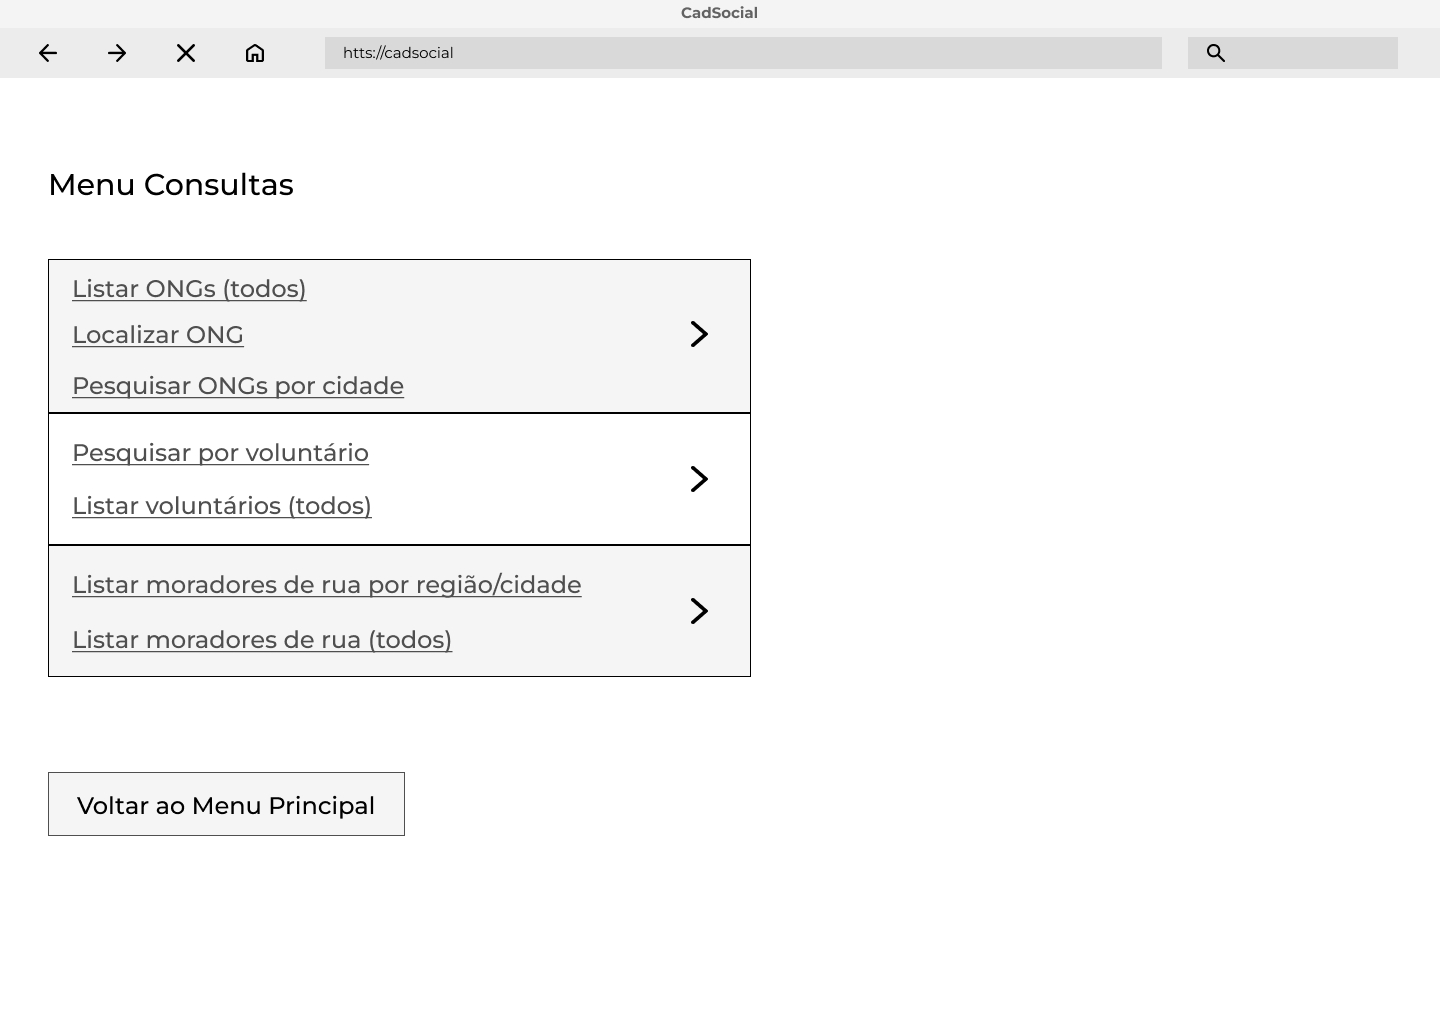 CadSocial
htts://cadsocial
Menu Consultas
Listar ONGs (todos)
Localizar ONG
Pesquisar ONGs por cidade
Pesquisar por voluntário
Listar voluntários (todos)
Listar moradores de rua por região/cidade
Listar moradores de rua (todos)
Voltar ao Menu Principal